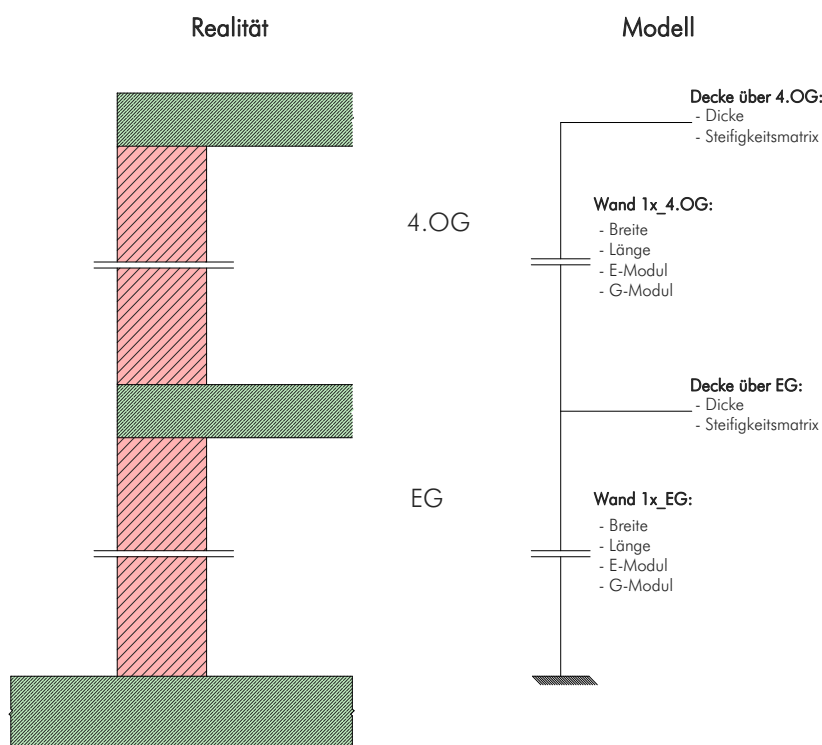 Realität
Modell
Decke über 4.OG:
- Dicke
- Steifigkeitsmatrix
4.OG
Wand 1x_4.OG:
- Breite
- Länge
- E-Modul
- G-Modul
Decke über EG:
- Dicke
- Steifigkeitsmatrix
EG
Wand 1x_EG:
- Breite
- Länge
- E-Modul
- G-Modul